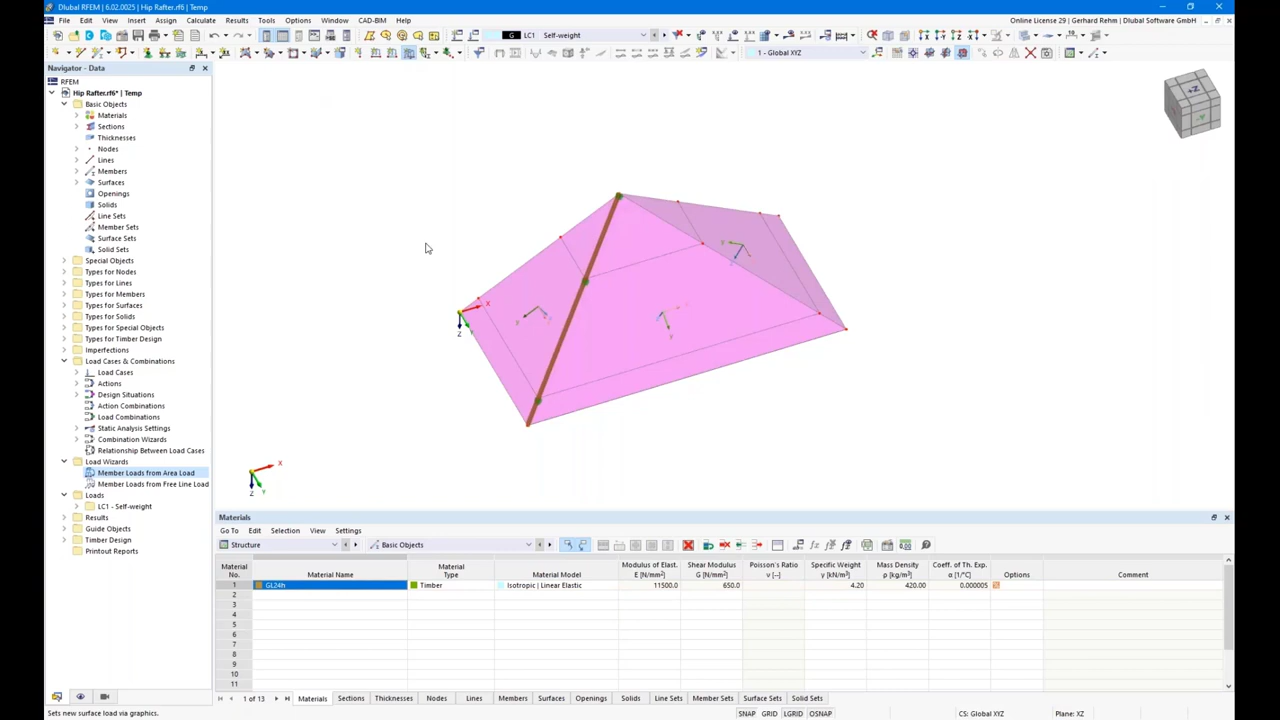 Dlubal RFEM | 6.02.0025 | Hip Rafter.rf6 | Temp
File Edit View Insert Assign Calculate Results Tools Options Window CAD-BIM Help
Online License 29 | Gerhard Rehm | Dlubal Software GmbH
G LC1 Self-weight
1 - Global XYZ
Navigator - Data
RFEM
Hip Rafter.rf6* | Temp
Basic Objects
Materials
Sections
Thicknesses
Nodes
Lines
Members
Surfaces
Openings
Solids
Line Sets
Member Sets
Surface Sets
Solid Sets
Special Objects
Types for Nodes
Types for Lines
Types for Members
Types for Surfaces
Types for Solids
Types for Special Objects
Types for Timber Design
Imperfections
Load Cases & Combinations
Load Cases
Actions
Design Situations
Action Combinations
Load Combinations
Static Analysis Settings
Combination Wizards
Relationship Between Load Cases
Load Wizards
Member Loads from Area Load
Member Loads from Free Line Load
Loads
LC1 - Self-weight
Results
Guide Objects
Timber Design
Printout Reports
+Z
-Y
X
Z
X
Z
Y
Materials
Go To Edit Selection View Settings
Structure
Basic Objects
Material No.
Material Name
Material Type
Material Model
Modulus of Elast. E [N/mm²]
Shear Modulus G [N/mm²]
Poisson's Ratio ν [--]
Specific Weight γ [kN/m³]
Mass Density ρ [kg/m³]
Coeff. of Th. Exp. α [1/°C]
Options
Comment
1 GL24h Timber Isotropic | Linear Elastic 11500.0 650.0 4.20 420.00 0.000005
2
3
4
5
6
7
8
9
10
11
1 of 13
Materials Sections Thicknesses Nodes Lines Members Surfaces Openings Solids Line Sets Member Sets Surface Sets Solid Sets
Sets new surface load via graphics.
SNAP GRID LGRID OSNAP
CS: Global XYZ
Plane: XZ